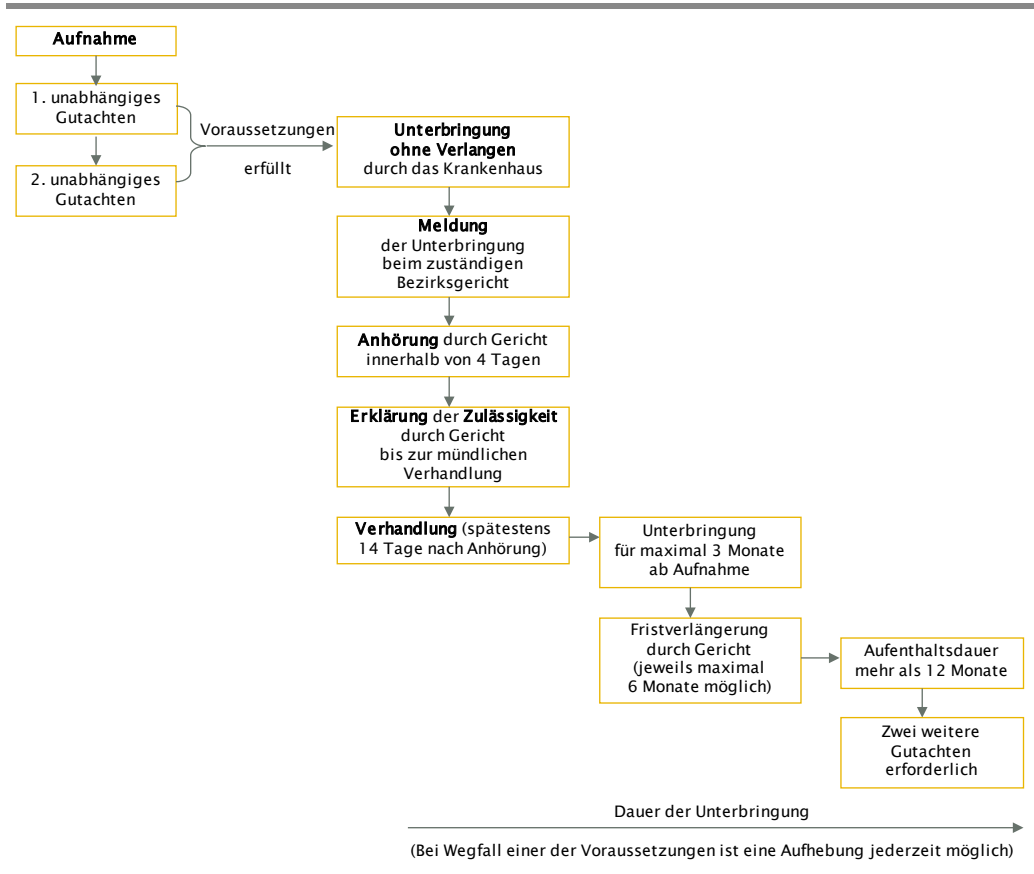 Aufnahme
1. unabhängiges
Gutachten
2. unabhängiges
Gutachten
Voraussetzungen
erfüllt
Unterbringung
ohne Verlangen
durch das Krankenhaus
Meldung
der Unterbringung
beim zuständigen
Bezirksgericht
Anhörung durch Gericht
innerhalb von 4 Tagen
Erklärung der Zulässigkeit
durch Gericht
bis zur mündlichen
Verhandlung
Verhandlung (spätestens
14 Tage nach Anhörung)
Unterbringung
für maximal 3 Monate
ab Aufnahme
Fristverlängerung
durch Gericht
(jeweils maximal
6 Monate möglich)
Aufenthaltsdauer
mehr als 12 Monate
Zwei weitere
Gutachten
erforderlich
Dauer der Unterbringung
(Bei Wegfall einer der Voraussetzungen ist eine Aufhebung jederzeit möglich)